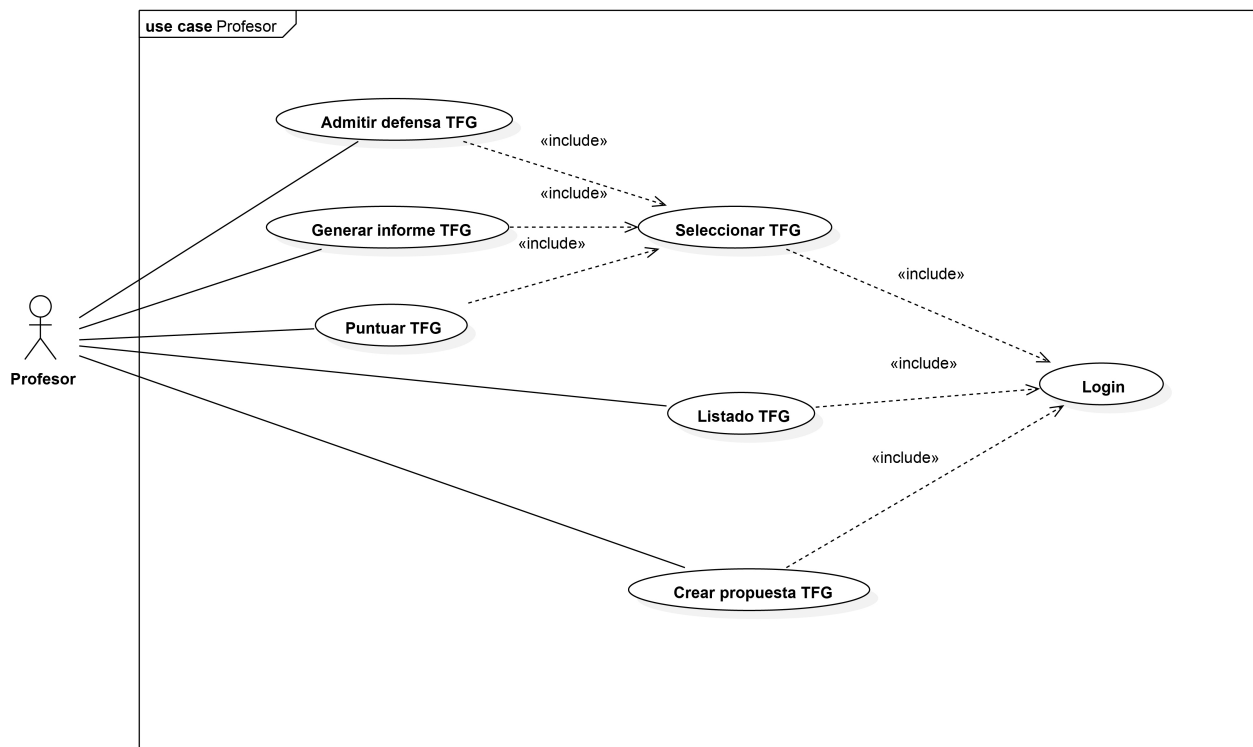 use case Profesor
Admitir defensa TFG
«include»
«include»
Generar informe TFG
Seleccionar TFG
«include»
«include»
Puntuar TFG
Profesor
«include»
Login
Listado TFG
«include»
Crear propuesta TFG